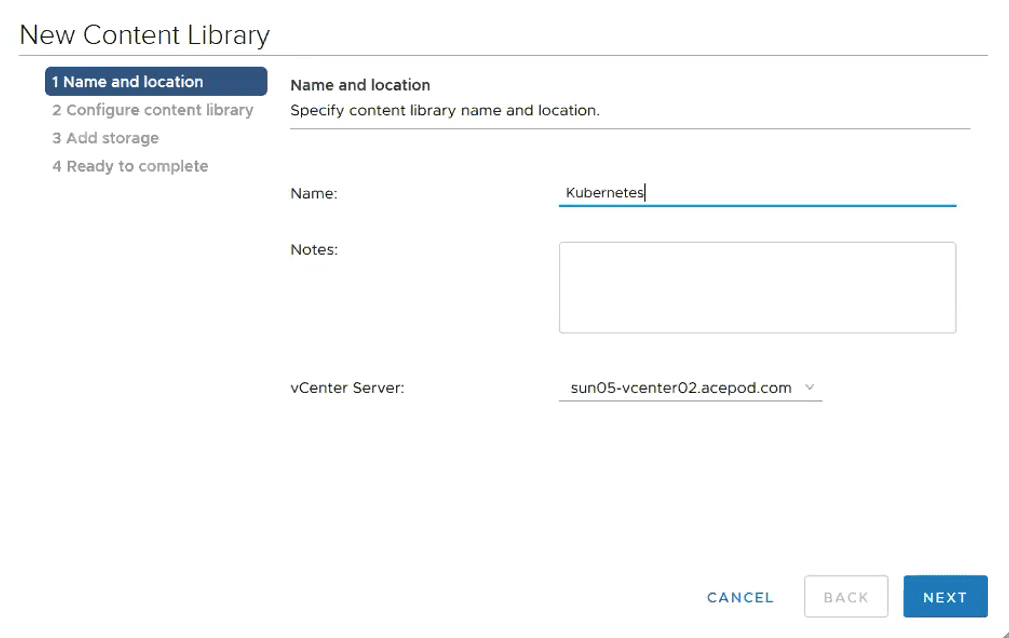 New Content Library
1 Name and location
2 Configure content library
3 Add storage
4 Ready to complete
Name and location
Specify content library name and location.
Name:
Kubernetes
Notes:
vCenter Server:
sun05-vcenter02.acepod.com
CANCEL
BACK
NEXT